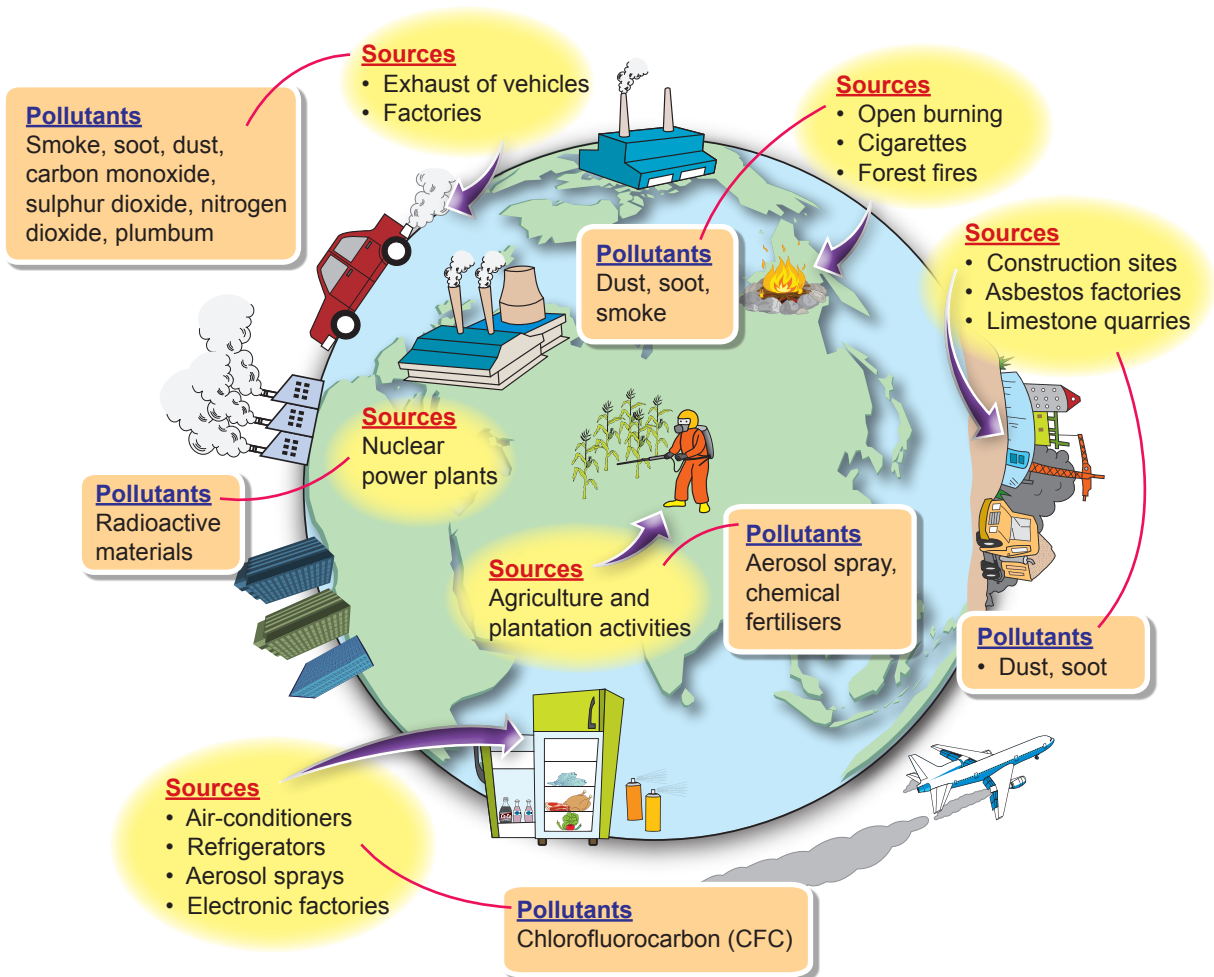 Sources
• Exhaust of vehicles
• Factories
Pollutants
Smoke, soot, dust,
carbon monoxide,
sulphur dioxide, nitrogen
dioxide, plumbum
Sources
• Open burning
• Cigarettes
• Forest fires
Pollutants
Dust, soot,
smoke
Sources
• Construction sites
• Asbestos factories
• Limestone quarries
Pollutants
• Dust, soot
Sources
Nuclear
power plants
Pollutants
Radioactive
materials
Sources
Agriculture and
plantation activities
Pollutants
Aerosol spray,
chemical
fertilisers
Sources
• Air-conditioners
• Refrigerators
• Aerosol sprays
• Electronic factories
Pollutants
Chlorofluorocarbon (CFC)